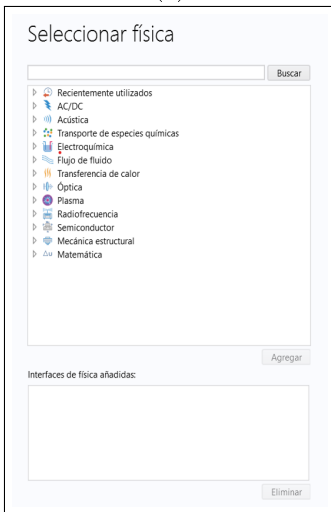 Seleccionar física
Buscar
Recientemente utilizados
AC/DC
Acústica
Transporte de especies químicas
Electroquímica
Flujo de fluido
Transferencia de calor
Óptica
Plasma
Radiofrecuencia
Semiconductor
Mecánica estructural
Δu Matemática
Agregar
Interfaces de física añadidas:
Eliminar